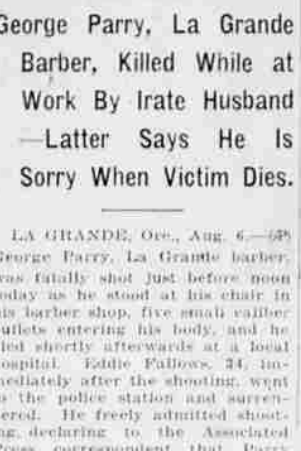 George Parry, La Grande
Barber, Killed While at
Work By Irate Husband
—Latter Says He Is
Sorry When Victim Dies.
LA GRANDE, Ore., Aug. 6.—(AP)
George Parry, La Grande barber,
was fatally shot just before noon
today as he stood at his chair in
his barber shop, five small caliber
bullets entering his body, and he
died shortly afterwards at a local
hospital. Eddie Fallows, 34, im-
mediately after the shooting, went
to the police station and surren-
dered. He freely admitted shoot-
ing, declaring to the Associated
Press correspondent that Parry